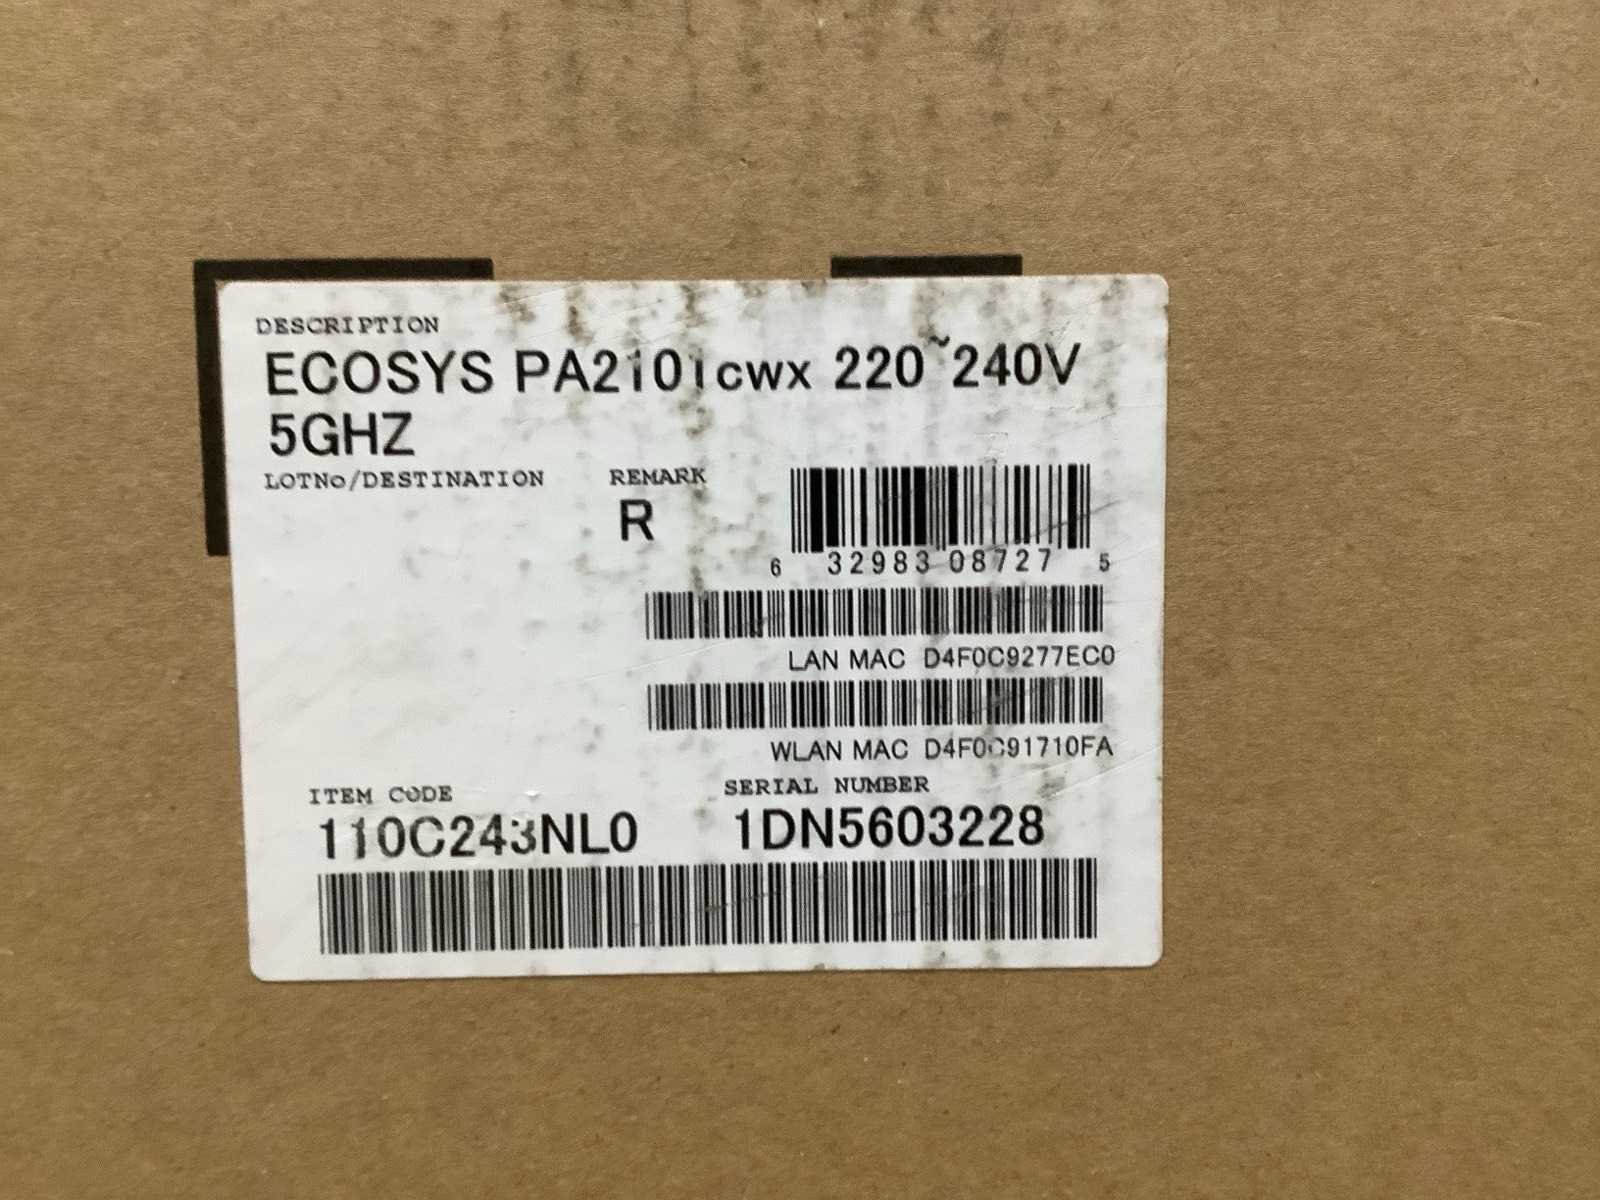 DESCRIPTION
ECOSYS PA2101cwx 220~240V
5GHZ
LOTNo/DESTINATION REMARK
R
6 32983 08727 5
LAN MAC D4F0C9277EC0
WLAN MAC D4F0C91710FA
ITEM CODE SERIAL NUMBER
110C243NL0 1DN5603228